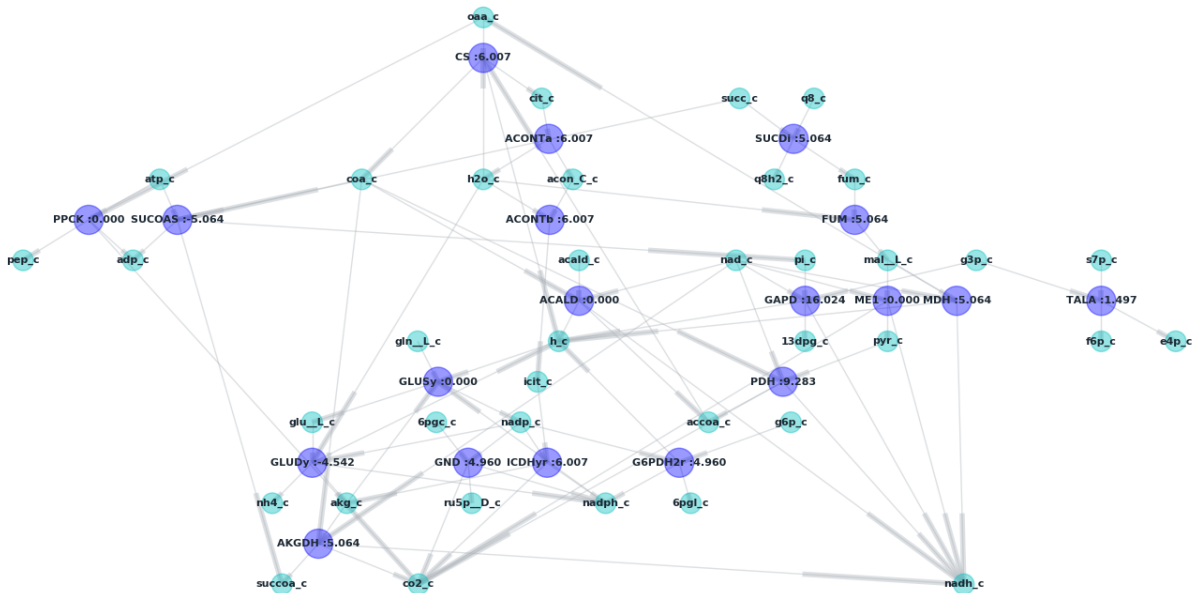 oaa_c
CS :6.007
cit_c
succ_c
q8_c
ACONTa :6.007
SUCDi :5.064
atp_c
coa_c
h2o_c
acon_C_c
q8h2_c
fum_c
PPCK :0.000
SUCOAS :-5.064
ACONTb :6.007
FUM :5.064
pep_c
adp_c
acald_c
nad_c
pi_c
mal__L_c
g3p_c
s7p_c
ACALD :0.000
GAPD :16.024
ME1 :0.000
MDH :5.064
TALA :1.497
gln__L_c
h_c
13dpg_c
pyr_c
f6p_c
e4p_c
GLUSy :0.000
icit_c
PDH :9.283
glu__L_c
6pgc_c
nadp_c
accoa_c
g6p_c
GLUDy :-4.542
GND :4.960
ICDHyr :6.007
G6PDH2r :4.960
nh4_c
akg_c
ru5p__D_c
nadph_c
6pgl_c
AKGDH :5.064
succoa_c
co2_c
nadh_c